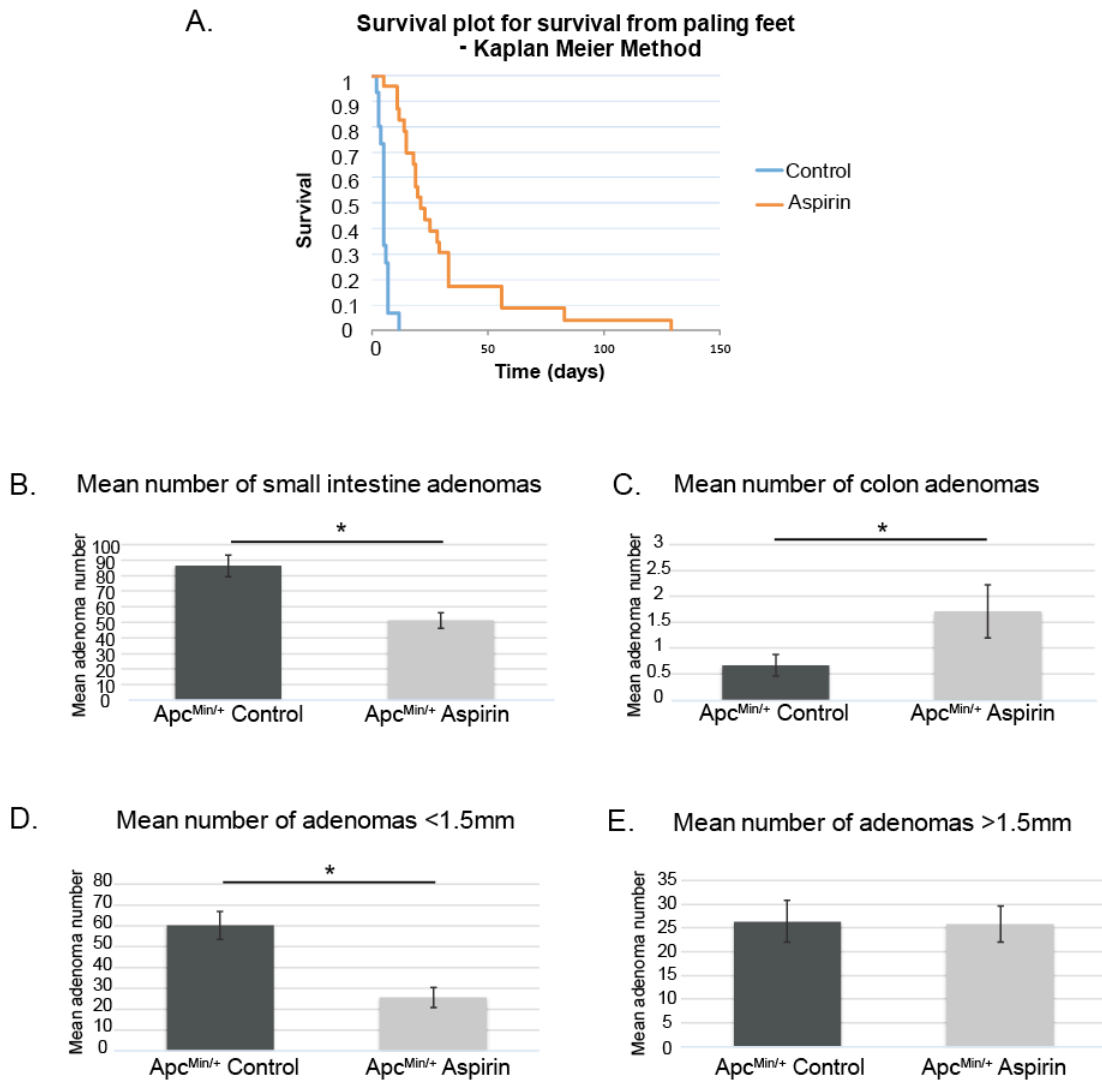 A.
Survival plot for survival from paling feet
- Kaplan Meier Method
Survival
1
0.9
0.8
0.7
0.6
0.5
0.4
0.3
0.2
0.1
0
0 50 100 150
Time (days)
Control
Aspirin
B. Mean number of small intestine adenomas
Mean adenoma number
*
100
90
80
70
60
50
40
30
20
10
0
ApcMin/+ Control ApcMin/+ Aspirin
C. Mean number of colon adenomas
Mean adenoma number
*
3
2.5
2
1.5
1
0.5
0
ApcMin/+ Control ApcMin/+ Aspirin
D. Mean number of adenomas <1.5mm
Mean adenoma number
*
80
70
60
50
40
30
20
10
0
ApcMin/+ Control ApcMin/+ Aspirin
E. Mean number of adenomas >1.5mm
Mean adenoma number
35
30
25
20
15
10
5
0
ApcMin/+ Control ApcMin/+ Aspirin